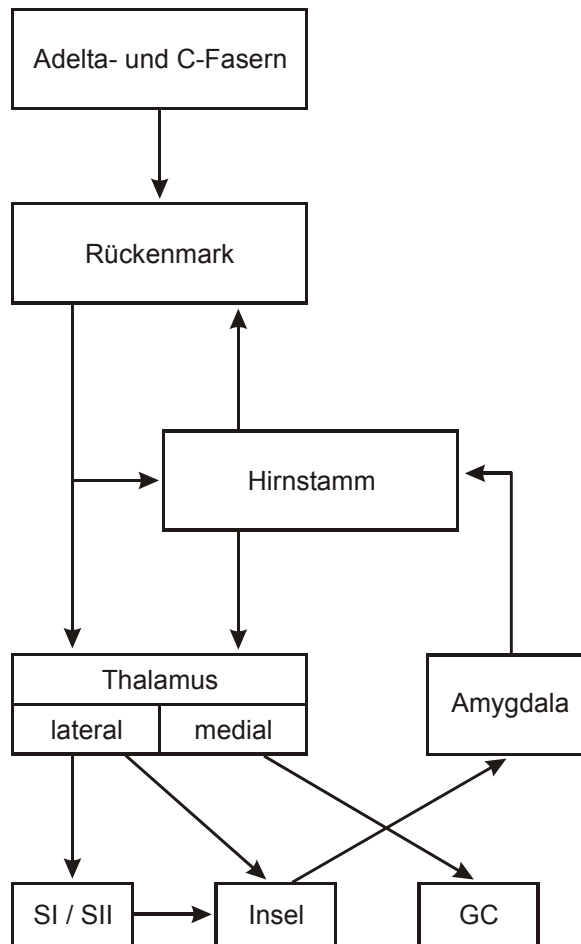 Adelta- und C-Fasern
Rückenmark
Hirnstamm
Thalamus
lateral
medial
Amygdala
SI / SII
Insel
GC